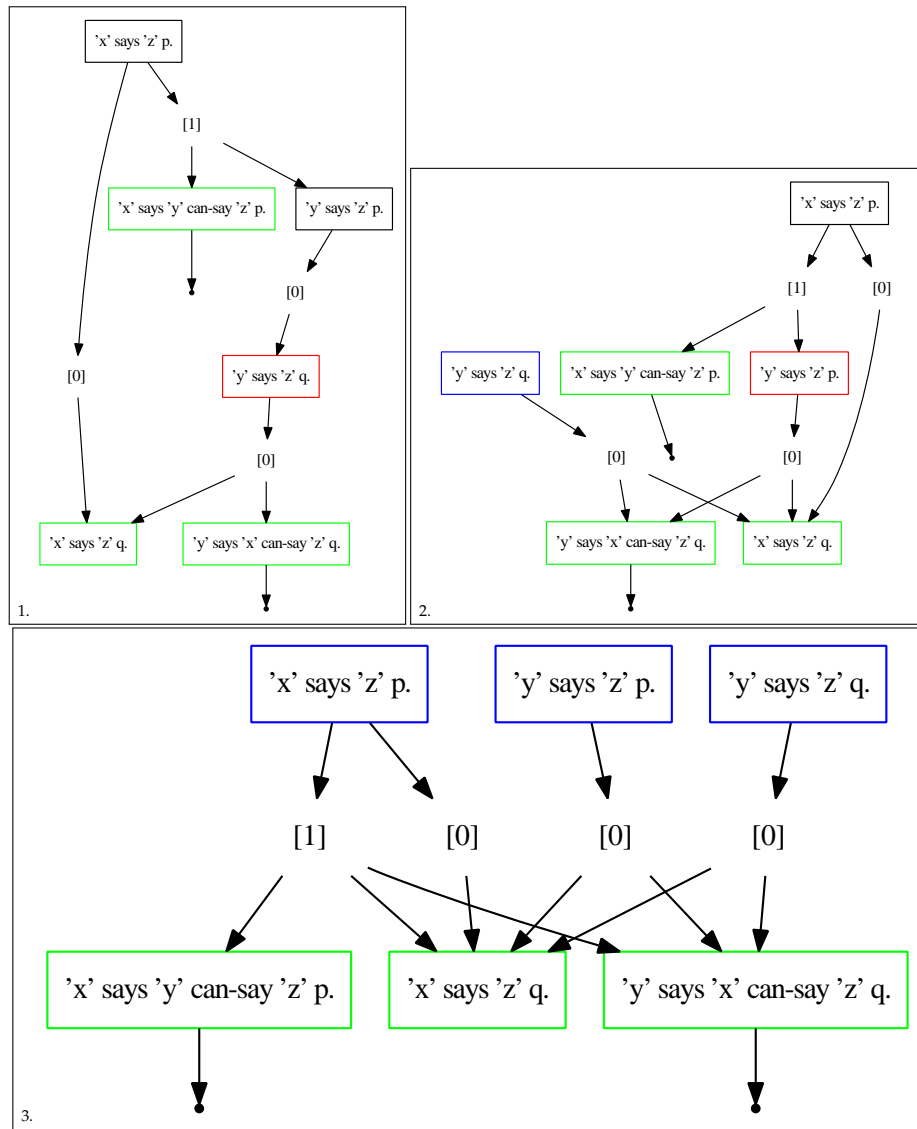 ’x’ says ’z’ p.
[1]
’x’ says ’y’ can-say ’z’ p.
’y’ says ’z’ p.
[0]
[0]
’y’ says ’z’ q.
[0]
’x’ says ’z’ q.
’y’ says ’x’ can-say ’z’ q.
1.
’x’ says ’z’ p.
[1]
[0]
’y’ says ’z’ q.
’x’ says ’y’ can-say ’z’ p.
’y’ says ’z’ p.
[0]
[0]
’y’ says ’x’ can-say ’z’ q.
’x’ says ’z’ q.
2.
’x’ says ’z’ p.
’y’ says ’z’ p.
’y’ says ’z’ q.
[1]
[0]
[0]
[0]
’x’ says ’y’ can-say ’z’ p.
’x’ says ’z’ q.
’y’ says ’x’ can-say ’z’ q.
3.